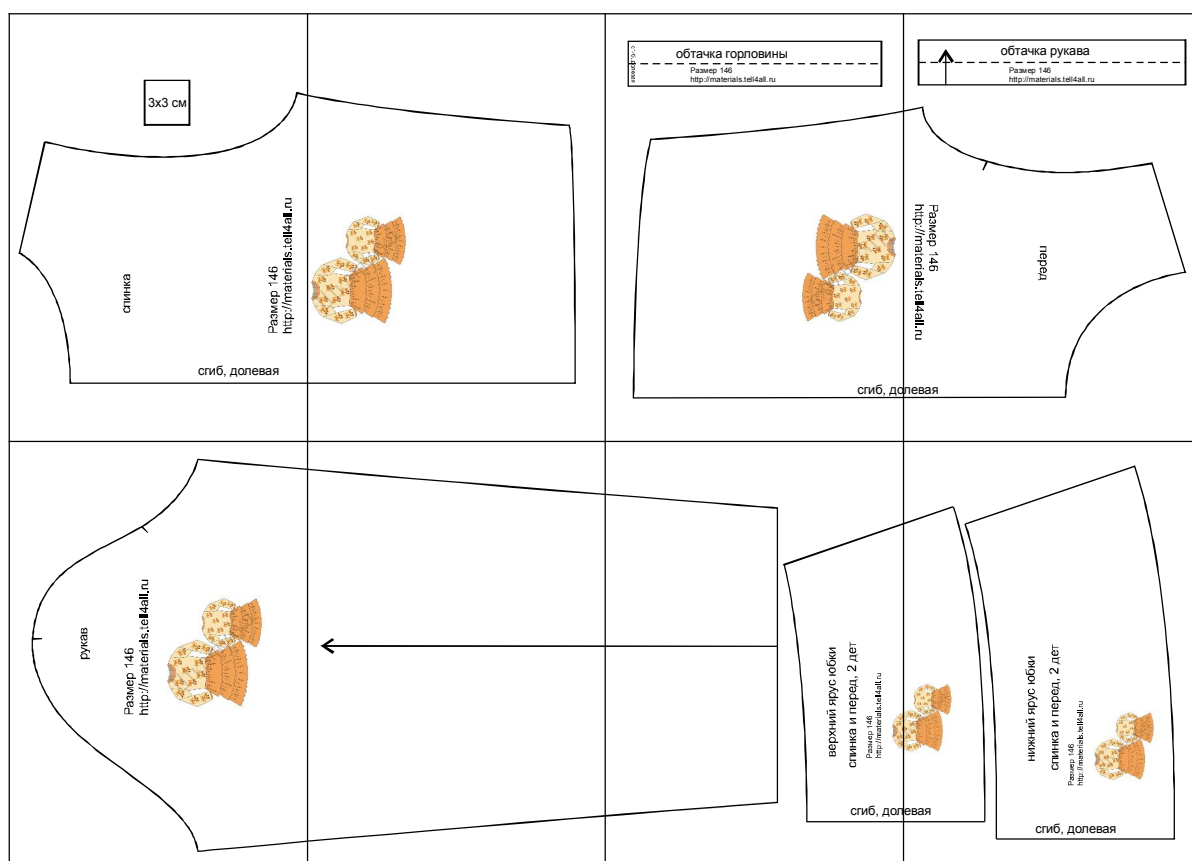 обтачка горловины
Размер 146
http://materials.tell4all.ru
сгиб, долевая
обтачка рукава
Размер 146
http://materials.tell4all.ru
3х3 см
спинка
Размер 146
http://materials.tell4all.ru
сгиб, долевая
Размер 146
http://materials.tell4all.ru
перед
сгиб, долевая
рукав
Размер 146
http://materials.tell4all.ru
верхний ярус юбки
спинка и перед, 2 дет
Размер 146
http://materials.tell4all.ru
сгиб, долевая
нижний ярус юбки
спинка и перед, 2 дет
Размер 146
http://materials.tell4all.ru
сгиб, долевая